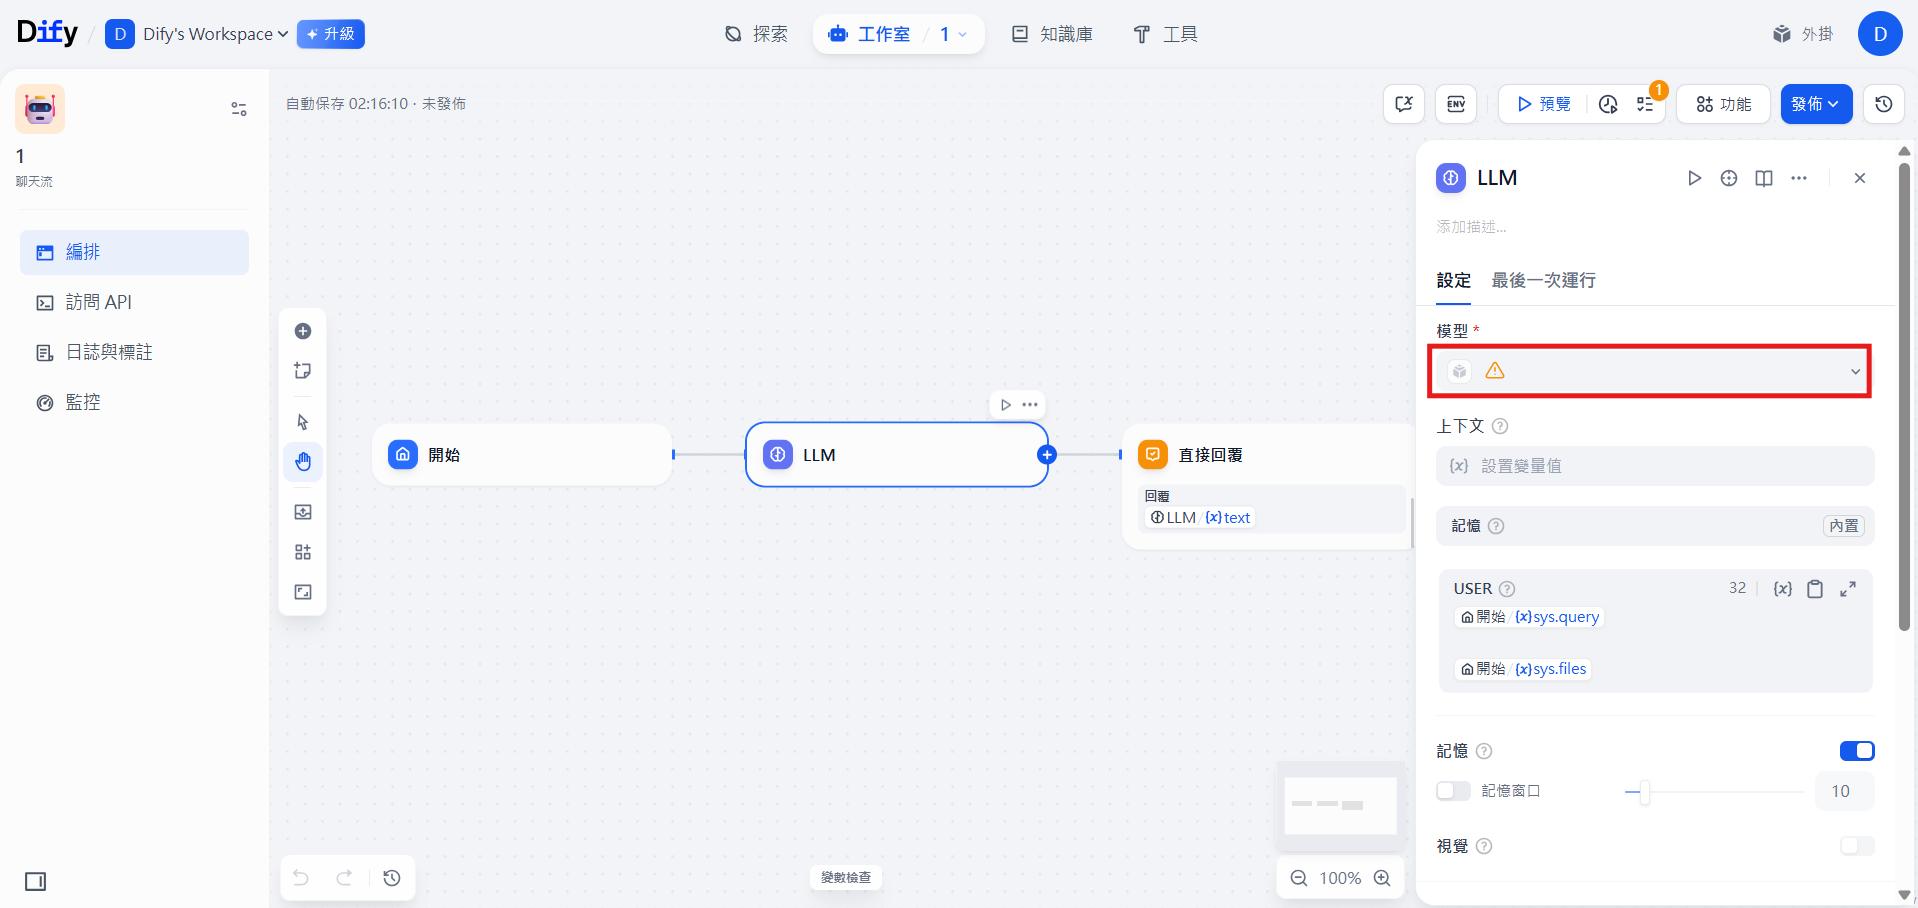 Dify / D Dify's Workspace 升級 探索 工作室 / 1 知識庫 工具 外掛 D
1
聊天流
編排
訪問 API
日誌與標註
監控
自動保存 02:16:10 · 未發佈
ENV 預覽 1 功能 發佈
開始
LLM
直接回覆
回覆
LLM / {x} text
變數檢查
100%
LLM
添加描述...
設定 最後一次運行
模型 *
上下文
{x} 設置變量值
記憶 內置
USER 32 {x}
開始 / {x} sys.query
開始 / {x} sys.files
記憶
記憶窗口 10
視覺